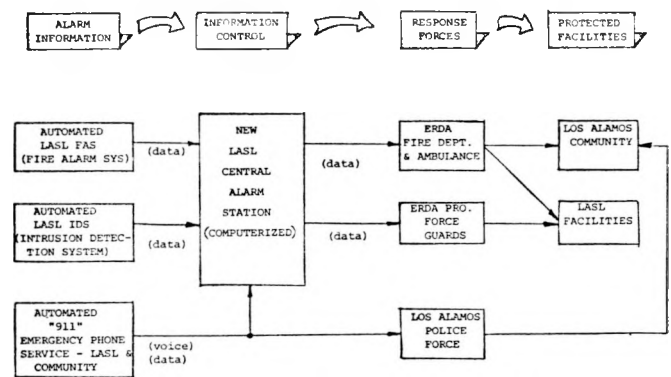 ALARM
INFORMATION
INFORMATION
CONTROL
RESPONSE
FORCES
PROTECTED
FACILITIES
AUTOMATED
LASL FAS
(FIRE ALARM SYS)
(data)
NEW
LASL
CENTRAL
ALARM
STATION
(COMPUTERIZED)
(data)
ERDA
FIRE DEPT.
& AMBULANCE
LOS ALAMOS
COMMUNITY
AUTOMATED
LASL IDS
(INTRUSION DETEC-
TION SYSTEM)
(data)
(data)
ERDA PRO.
FORCE
GUARDS
LASL
FACILITIES
AUTOMATED
"911"
EMERGENCY PHONE
SERVICE - LASL &
COMMUNITY
(voice)
(data)
LOS ALAMOS
POLICE
FORCE